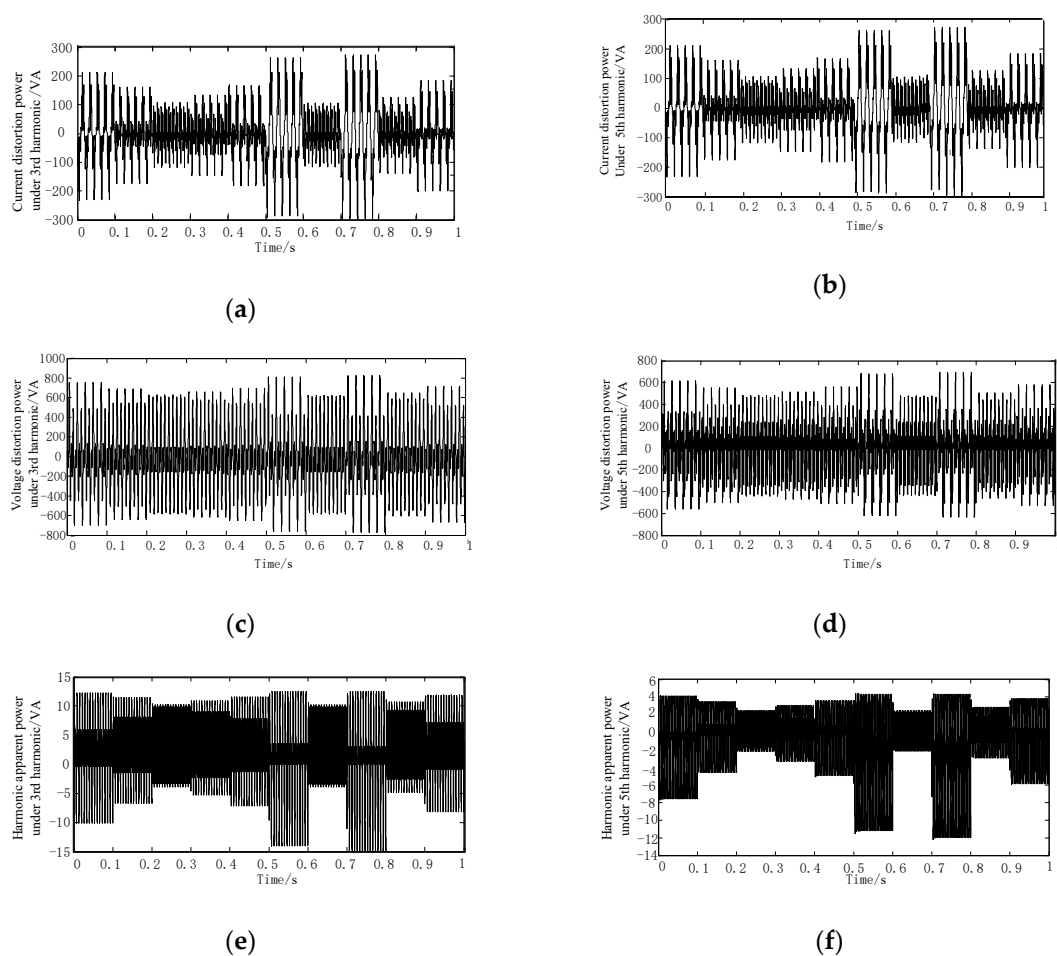 Current distortion power
under 3rd harmonic /VA
300
200
100
0
−100
−200
−300
0 0.1 0.2 0.3 0.4 0.5 0.6 0.7 0.8 0.9 1
Time/s
(a)
Current distortion power
Under 5th harmonic/VA
300
200
100
0
−100
−200
−300
0 0.1 0.2 0.3 0.4 0.5 0.6 0.7 0.8 0.9 1
Time/s
(b)
Voltage distortion power
under 3rd harmonic/VA
1000
800
600
400
200
0
−200
−400
−600
−800
0 0.1 0.2 0.3 0.4 0.5 0.6 0.7 0.8 0.9 1
Time/s
(c)
Voltage distortion power
under 5th harmonic/VA
800
600
400
200
0
−200
−400
−600
−800
0 0.1 0.2 0.3 0.4 0.5 0.6 0.7 0.8 0.9
Time/s
(d)
Harmonic apparent power
under 3rd harmonic/VA
15
10
5
0
−5
−10
−15
0 0.1 0.2 0.3 0.4 0.5 0.6 0.7 0.8 0.9 1
Time/s
(e)
Harmonic apparent power
under 5th harmonic/VA
6
4
2
0
−2
−4
−6
−8
−10
−12
−14
0 0.1 0.2 0.3 0.4 0.5 0.6 0.7 0.8 0.9 1
Time/s
(f)